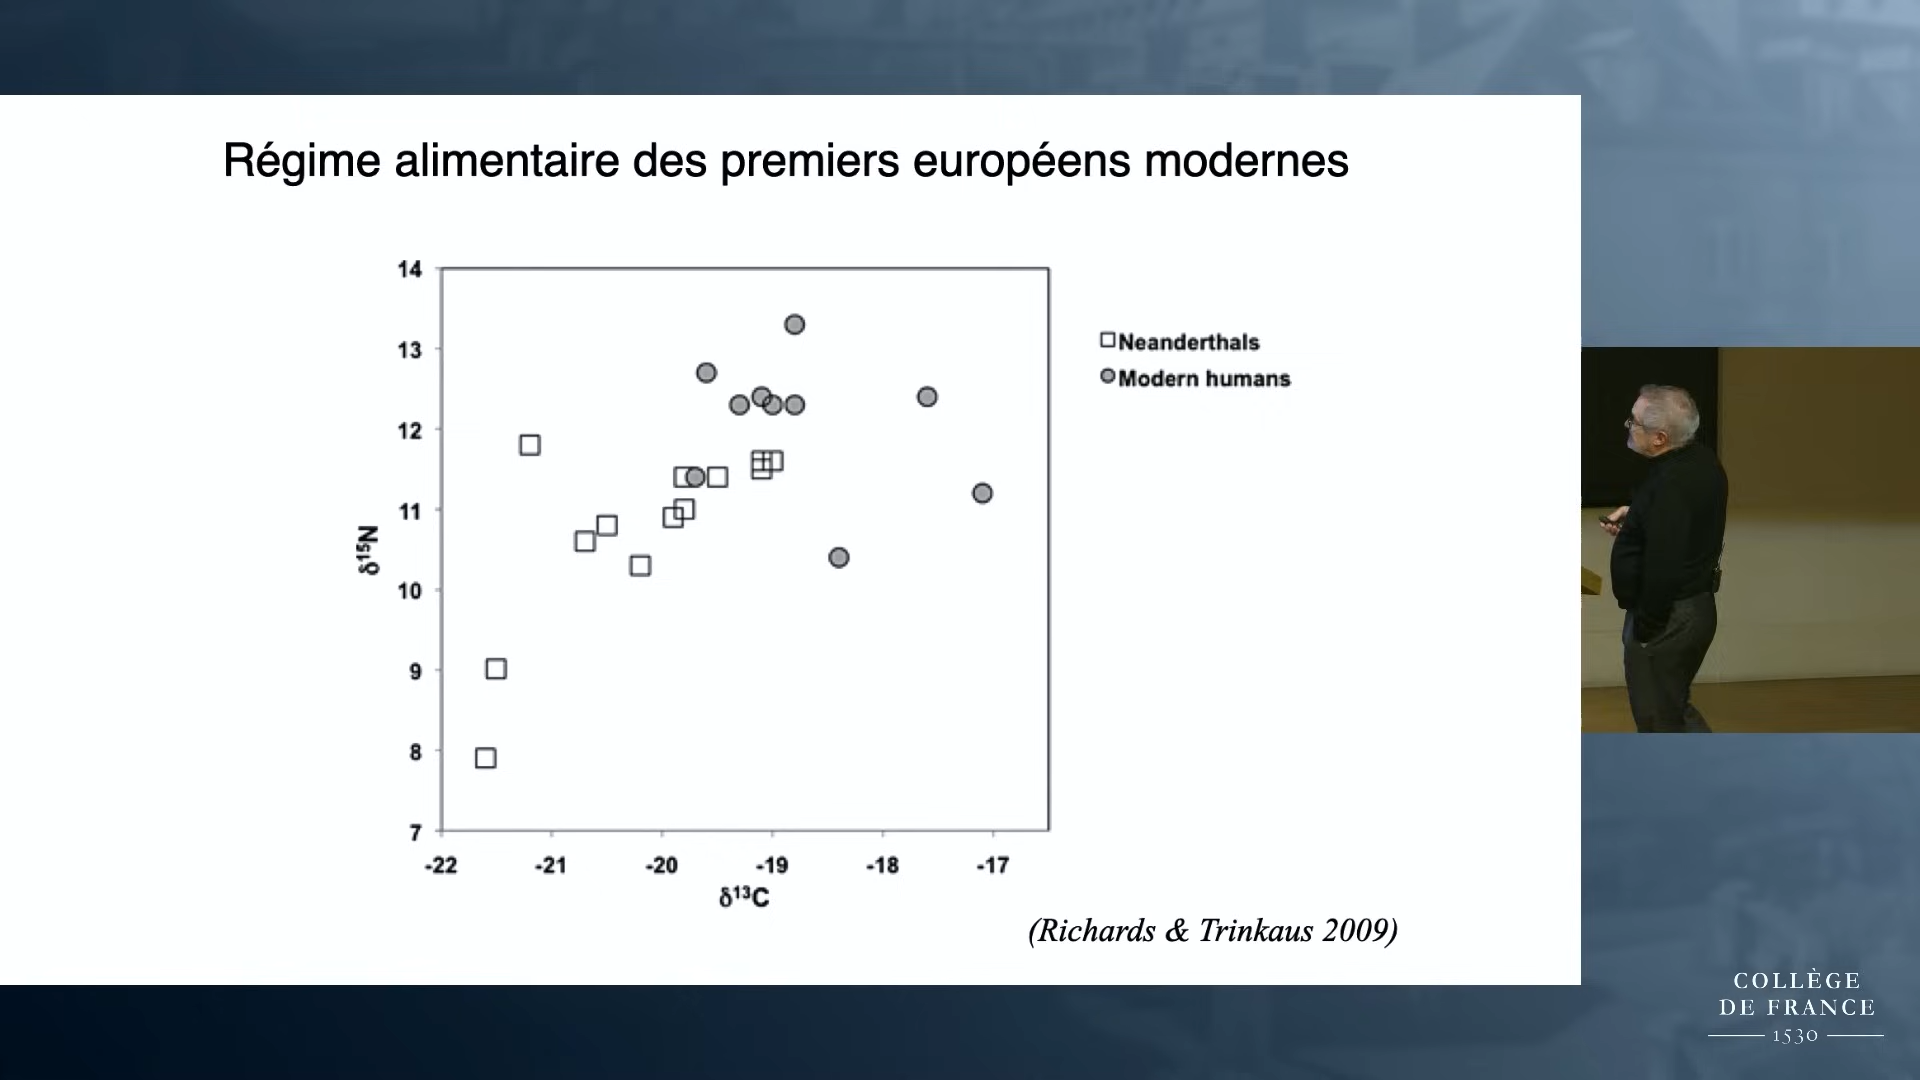 Régime alimentaire des premiers européens modernes
14
13
12
11
10
9
8
7
δ¹⁵N
-22 -21 -20 -19 -18 -17
δ¹³C
Neanderthals
Modern humans
(Richards & Trinkaus 2009)
COLLÈGE
DE FRANCE
1530